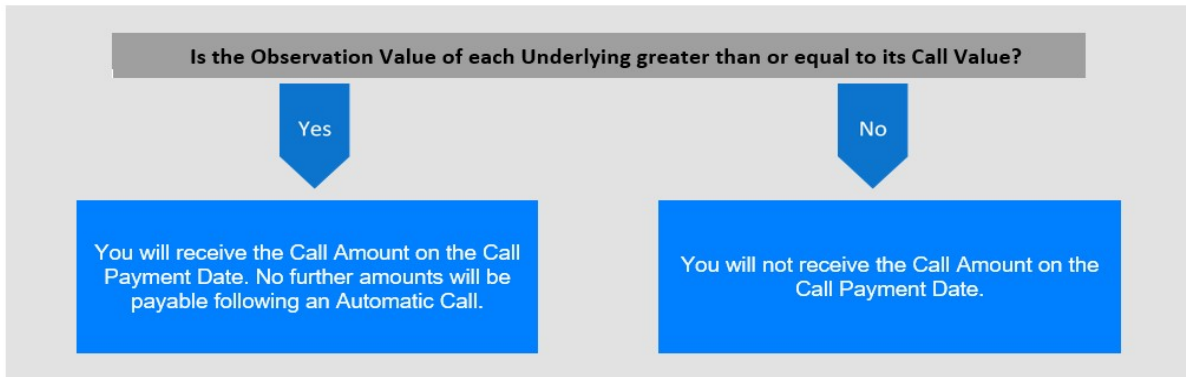 Is the Observation Value of each Underlying greater than or equal to its Call Value?
Yes
No
You will receive the Call Amount on the Call
Payment Date. No further amounts will be
payable following an Automatic Call.
You will not receive the Call Amount on the
Call Payment Date.